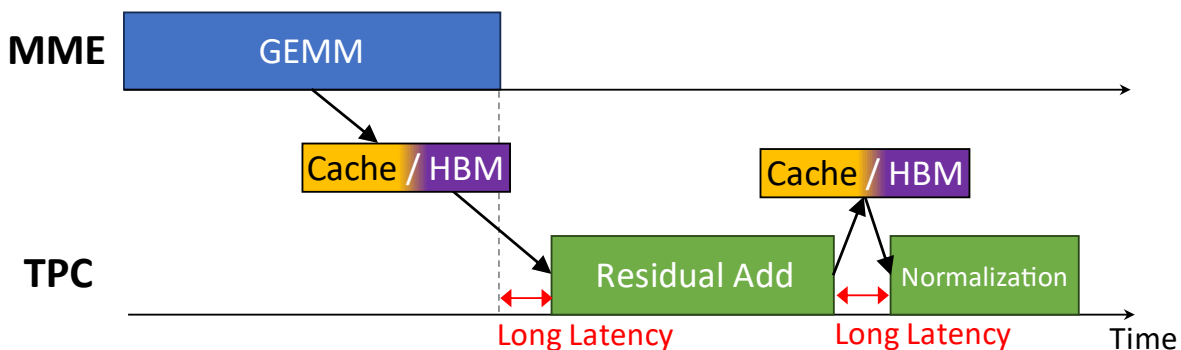 MME
GEMM
Cache / HBM
Cache / HBM
TPC
Residual Add
Normalization
Long Latency
Long Latency
Time